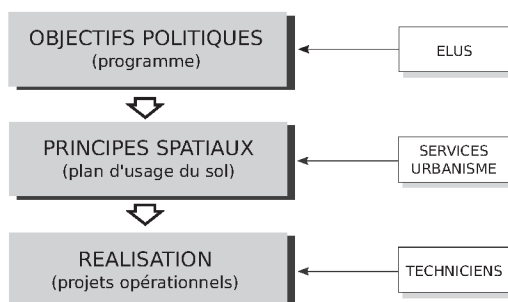 OBJECTIFS POLITIQUES
(programme)
ELUS
PRINCIPES SPATIAUX
(plan d'usage du sol)
SERVICES
URBANISME
REALISATION
(projets opérationnels)
TECHNICIENS